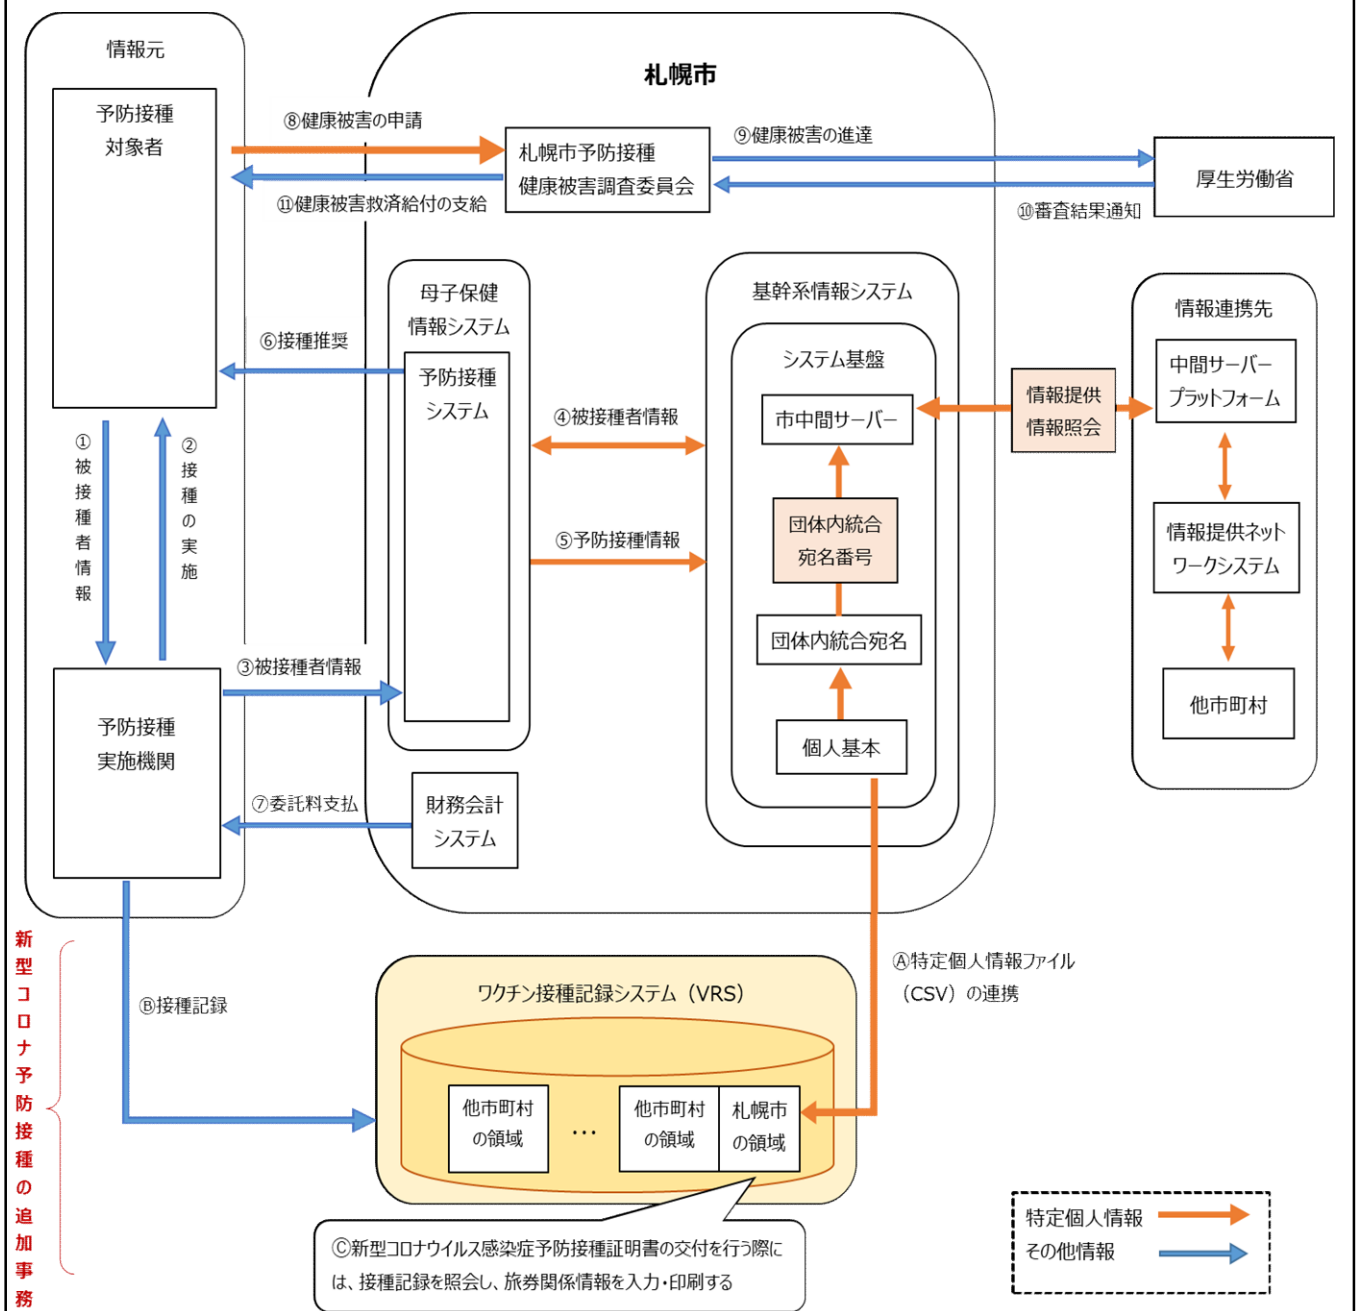 情報元
予防接種
対象者
札幌市
⑧健康被害の申請
⑪健康被害救済給付の支給
札幌市予防接種
健康被害調査委員会
⑨健康被害の進達
⑩審査結果通知
厚生労働省
母子保健
情報システム
予防接種
システム
⑥接種推奨
④被接種者情報
⑤予防接種情報
基幹系情報システム
システム基盤
市中間サーバー
団体内統合
宛名番号
団体内統合宛名
個人基本
情報提供
情報照会
情報連携先
中間サーバー
プラットフォーム
情報提供ネット
ワークシステム
他市町村
①被接種者情報
②接種の実施
③被接種者情報
予防接種
実施機関
⑦委託料支払
財務会計
システム
新型コロナ予防接種の追加事務
Ⓑ接種記録
Ⓐ特定個人情報ファイル
（CSV）の連携
ワクチン接種記録システム（VRS）
他市町村
の領域
…
他市町村
の領域
札幌市
の領域
Ⓒ新型コロナウイルス感染症予防接種証明書の交付を行う際に
は、接種記録を照会し、旅券関係情報を入力・印刷する
特定個人情報
その他情報